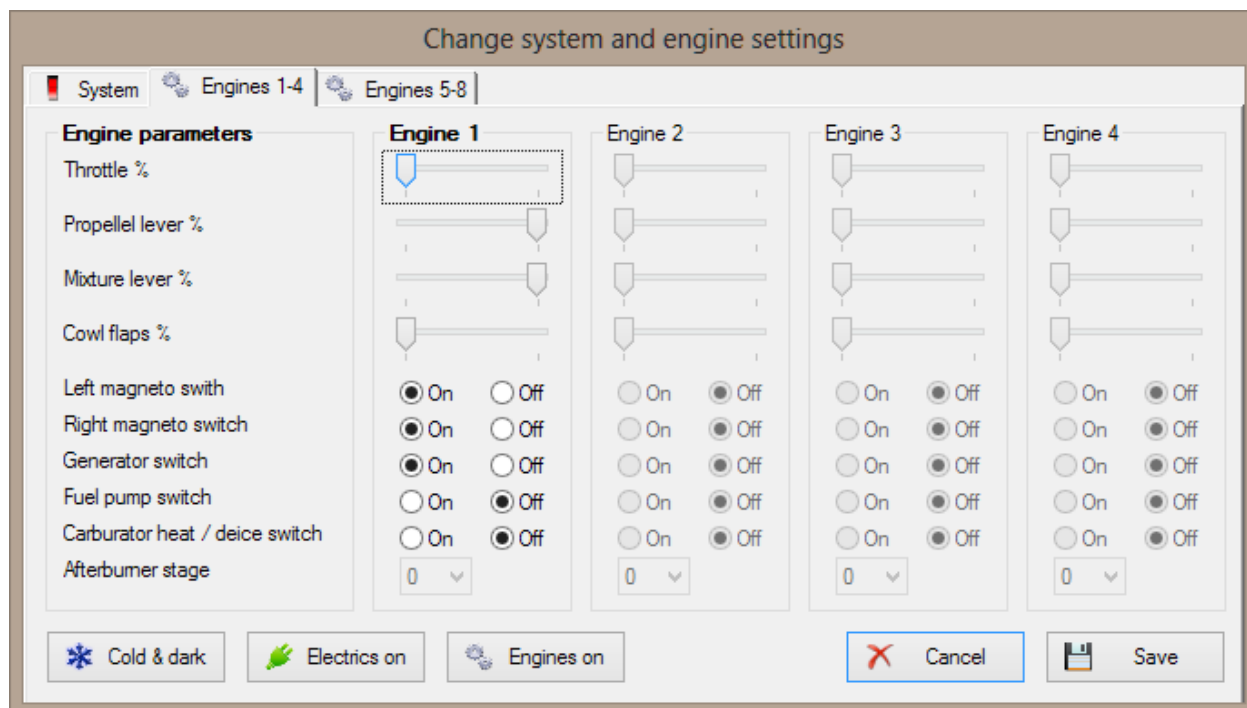 Change system and engine settings
System Engines 1-4 Engines 5-8
Engine parameters Engine 1 Engine 2 Engine 3 Engine 4
Throttle %
Propellel lever %
Mixture lever %
Cowl flaps %
Left magneto swith On Off On Off On Off On Off
Right magneto switch On Off On Off On Off On Off
Generator switch On Off On Off On Off On Off
Fuel pump switch On Off On Off On Off On Off
Carburator heat / deice switch On Off On Off On Off On Off
Afterburner stage 0 0 0 0
Cold & dark Electrics on Engines on Cancel Save